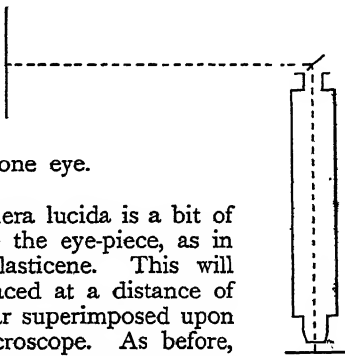 one eye.
era lucida is a bit of
the eye-piece, as in
lasticene. This will
aced at a distance of
r superimposed upon
croscope. As before,